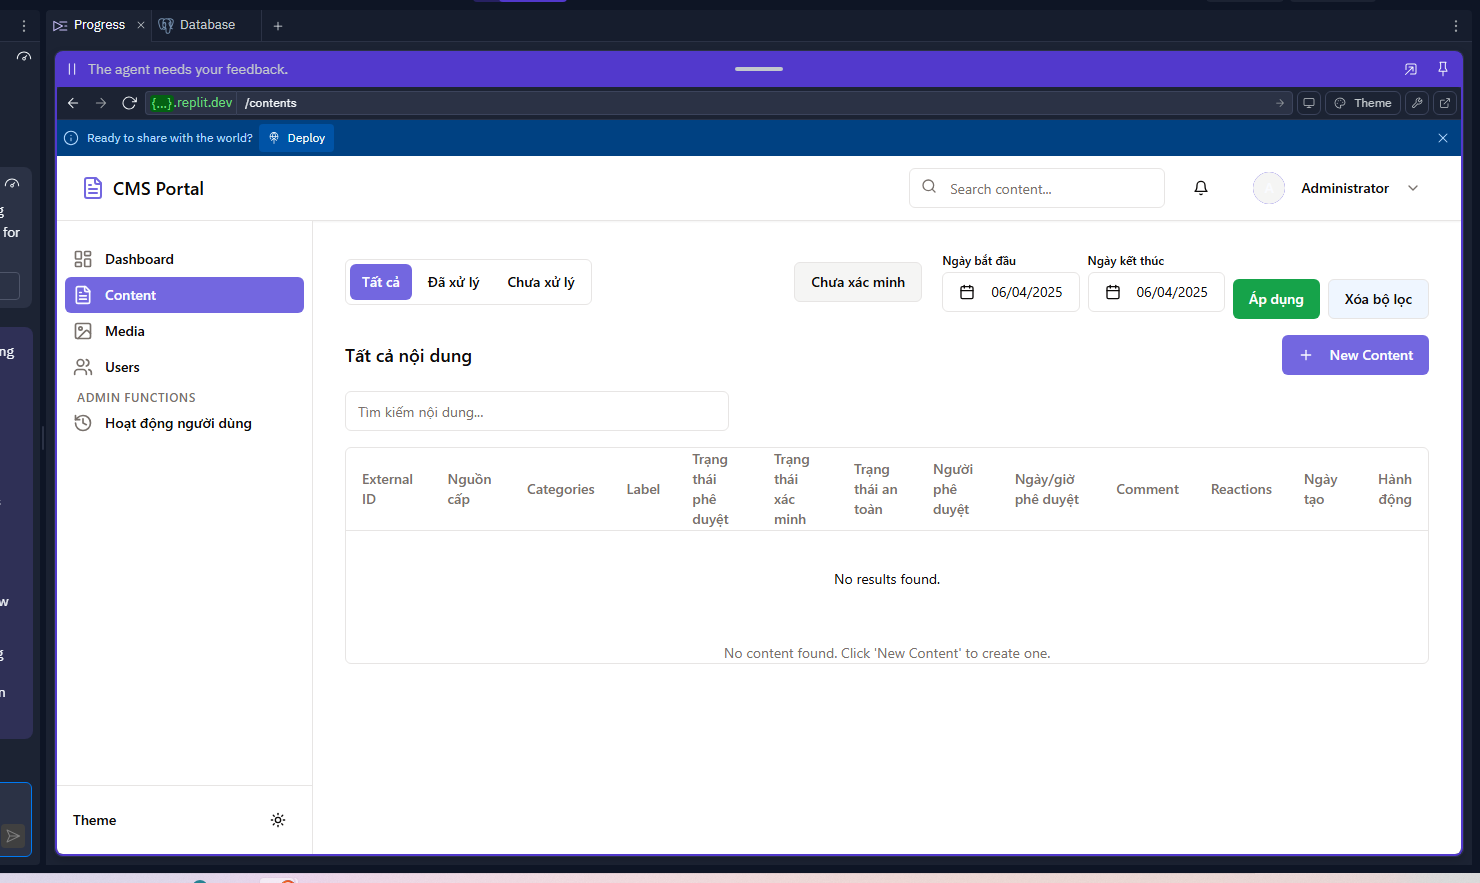 Progress
Database
The agent needs your feedback.
{...}.replit.dev /contents
Theme
Ready to share with the world? Deploy
CMS Portal
Search content...
Administrator
g
for
ng
w
g
n
Dashboard
Content
Media
Users
ADMIN FUNCTIONS
Hoạt động người dùng
Theme
Tất cả
Đã xử lý
Chưa xử lý
Chưa xác minh
Ngày bắt đầu
06/04/2025
Ngày kết thúc
06/04/2025
Áp dụng
Xóa bộ lọc
Tất cả nội dung
+ New Content
Tìm kiếm nội dung...
External
ID
Nguồn
cấp
Categories
Label
Trạng
thái
phê
duyệt
Trạng
thái
xác
minh
Trạng
thái an
toàn
Người
phê
duyệt
Ngày/giờ
phê duyệt
Comment
Reactions
Ngày
tạo
Hành
động
No results found.
No content found. Click 'New Content' to create one.